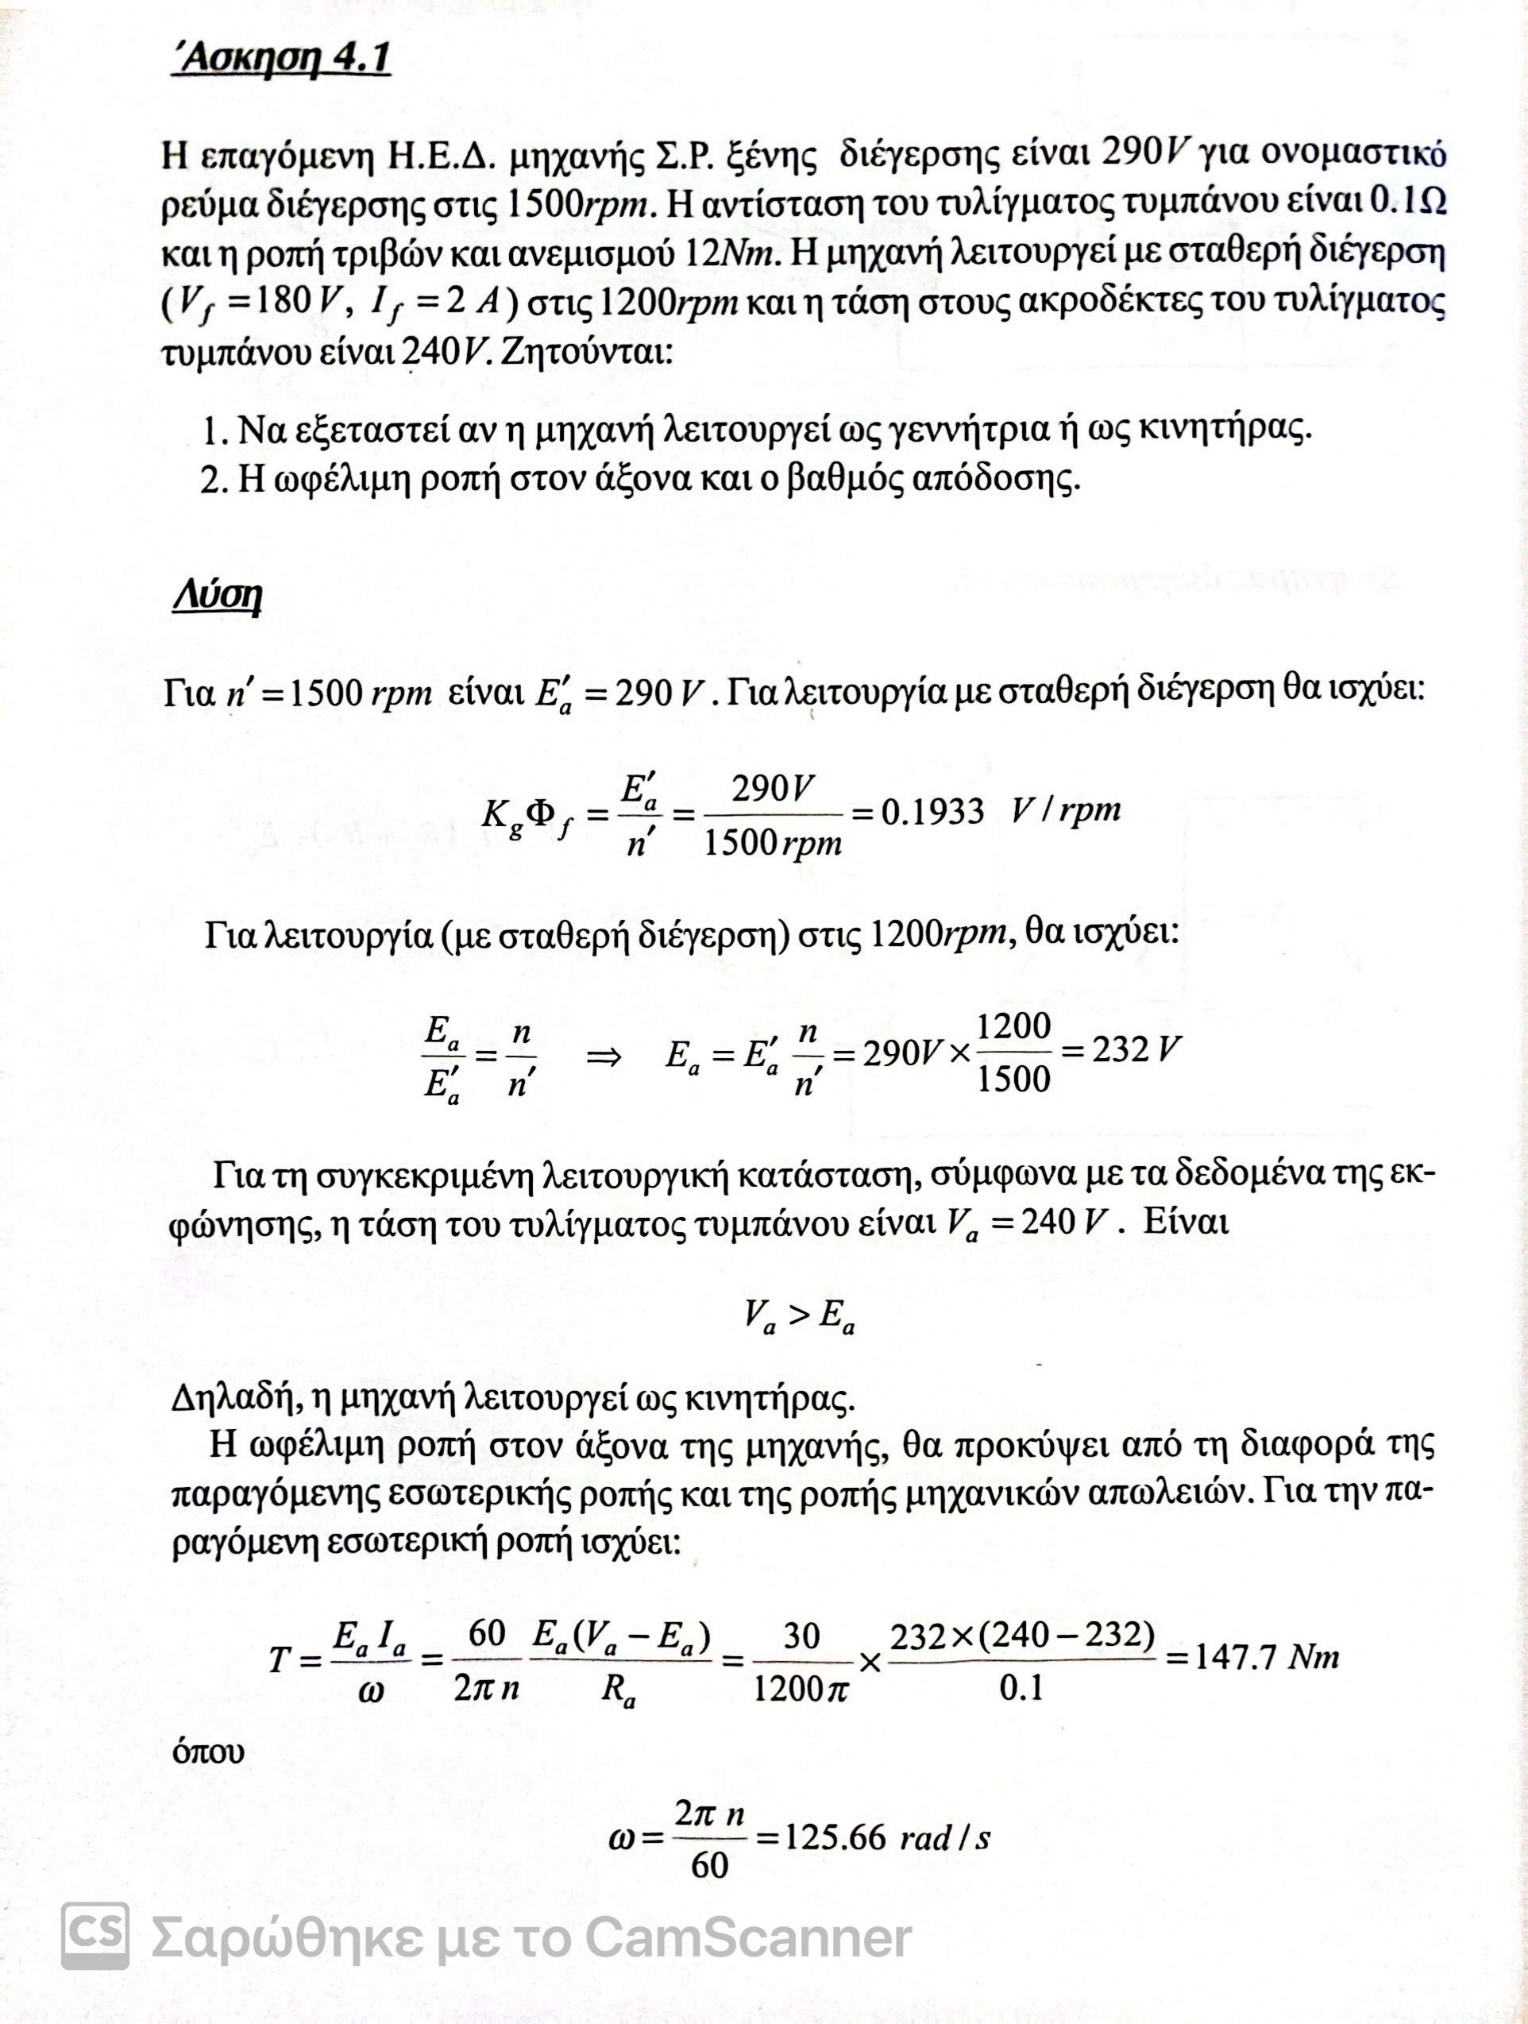 Άσκηση 4.1
Η επαγόμενη Η.Ε.Δ. μηχανής Σ.Ρ. ξένης διέγερσης είναι 290V για ονομαστικό
ρεύμα διέγερσης στις 1500rpm. Η αντίσταση του τυλίγματος τυμπάνου είναι 0.1Ω
και η ροπή τριβών και ανεμισμού 12Nm. Η μηχανή λειτουργεί με σταθερή διέγερση
(V_f = 180 V, I_f = 2 A) στις 1200rpm και η τάση στους ακροδέκτες του τυλίγματος
τυμπάνου είναι 240V. Ζητούνται:
1. Να εξεταστεί αν η μηχανή λειτουργεί ως γεννήτρια ή ως κινητήρας.
2. Η ωφέλιμη ροπή στον άξονα και ο βαθμός απόδοσης.
Λύση
Για n′ = 1500 rpm είναι E′_a = 290 V. Για λειτουργία με σταθερή διέγερση θα ισχύει:
K_g Φ_f = E′_a / n′ = 290V / 1500 rpm = 0.1933 V / rpm
Για λειτουργία (με σταθερή διέγερση) στις 1200rpm, θα ισχύει:
E_a / E′_a = n / n′ ⇒ E_a = E′_a n / n′ = 290V × 1200 / 1500 = 232 V
Για τη συγκεκριμένη λειτουργική κατάσταση, σύμφωνα με τα δεδομένα της εκ-
φώνησης, η τάση του τυλίγματος τυμπάνου είναι V_a = 240 V. Είναι
V_a > E_a
Δηλαδή, η μηχανή λειτουργεί ως κινητήρας.
Η ωφέλιμη ροπή στον άξονα της μηχανής, θα προκύψει από τη διαφορά της
παραγόμενης εσωτερικής ροπής και της ροπής μηχανικών απωλειών. Για την πα-
ραγόμενη εσωτερική ροπή ισχύει:
T = E_a I_a / ω = 60 / 2π n E_a (V_a − E_a) / R_a = 30 / 1200π × 232×(240−232) / 0.1 = 147.7 Nm
όπου
ω = 2π n / 60 = 125.66 rad / s
CS Σαρώθηκε με το CamScanner